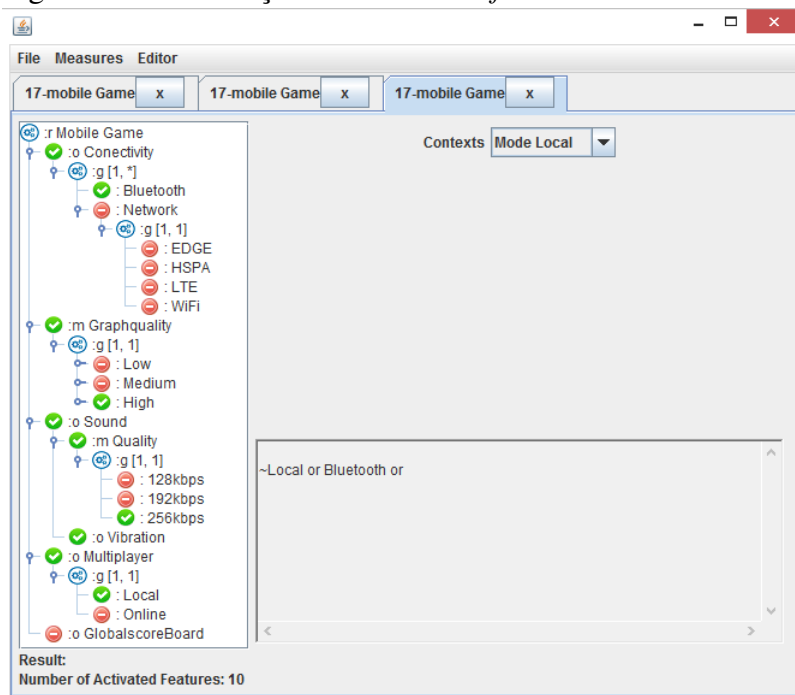 File Measures Editor
17-mobile Game x 17-mobile Game x 17-mobile Game x
:r Mobile Game
:o Conectivity
:g [1, *]
: Bluetooth
: Network
:g [1, 1]
: EDGE
: HSPA
: LTE
: WiFi
:m Graphquality
:g [1, 1]
: Low
: Medium
: High
:o Sound
:m Quality
:g [1, 1]
: 128kbps
: 192kbps
: 256kbps
:o Vibration
:o Multiplayer
:g [1, 1]
: Local
: Online
:o GlobalscoreBoard
Contexts Mode Local
~Local or Bluetooth or
Result:
Number of Activated Features: 10